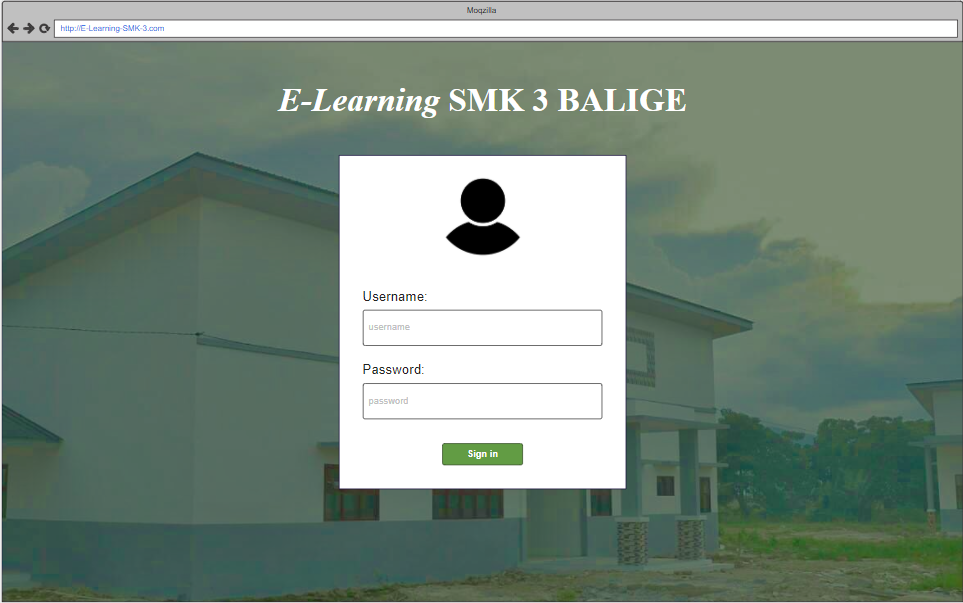 Moqzilla
http://E-Learning-SMK-3.com
E-Learning SMK 3 BALIGE
Username:
username
Password:
password
Sign in